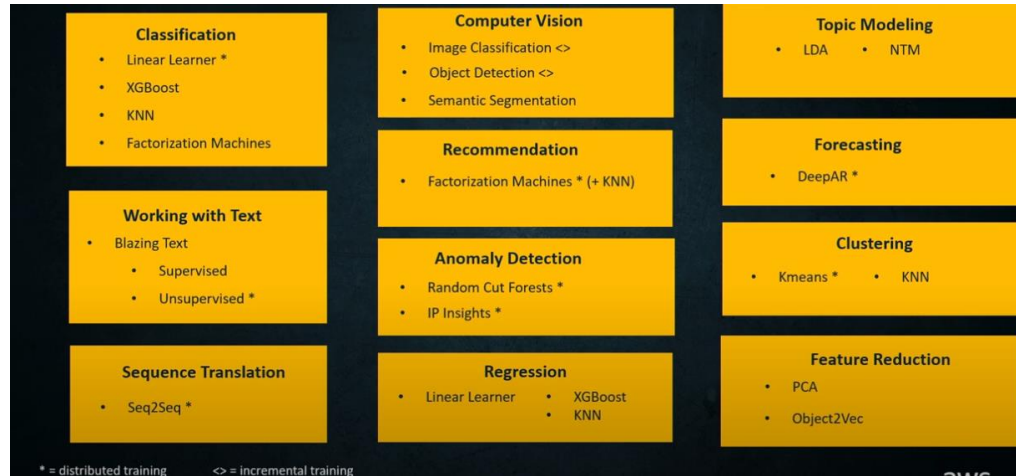 Classification
• Linear Learner *
• XGBoost
• KNN
• Factorization Machines
Working with Text
• Blazing Text
• Supervised
• Unsupervised *
Sequence Translation
• Seq2Seq *
Computer Vision
• Image Classification <>
• Object Detection <>
• Semantic Segmentation
Recommendation
• Factorization Machines * (+ KNN)
Anomaly Detection
• Random Cut Forests *
• IP Insights *
Regression
• Linear Learner • XGBoost
• KNN
Topic Modeling
• LDA • NTM
Forecasting
• DeepAR *
Clustering
• Kmeans * • KNN
Feature Reduction
• PCA
• Object2Vec
* = distributed training <> = incremental training
aws